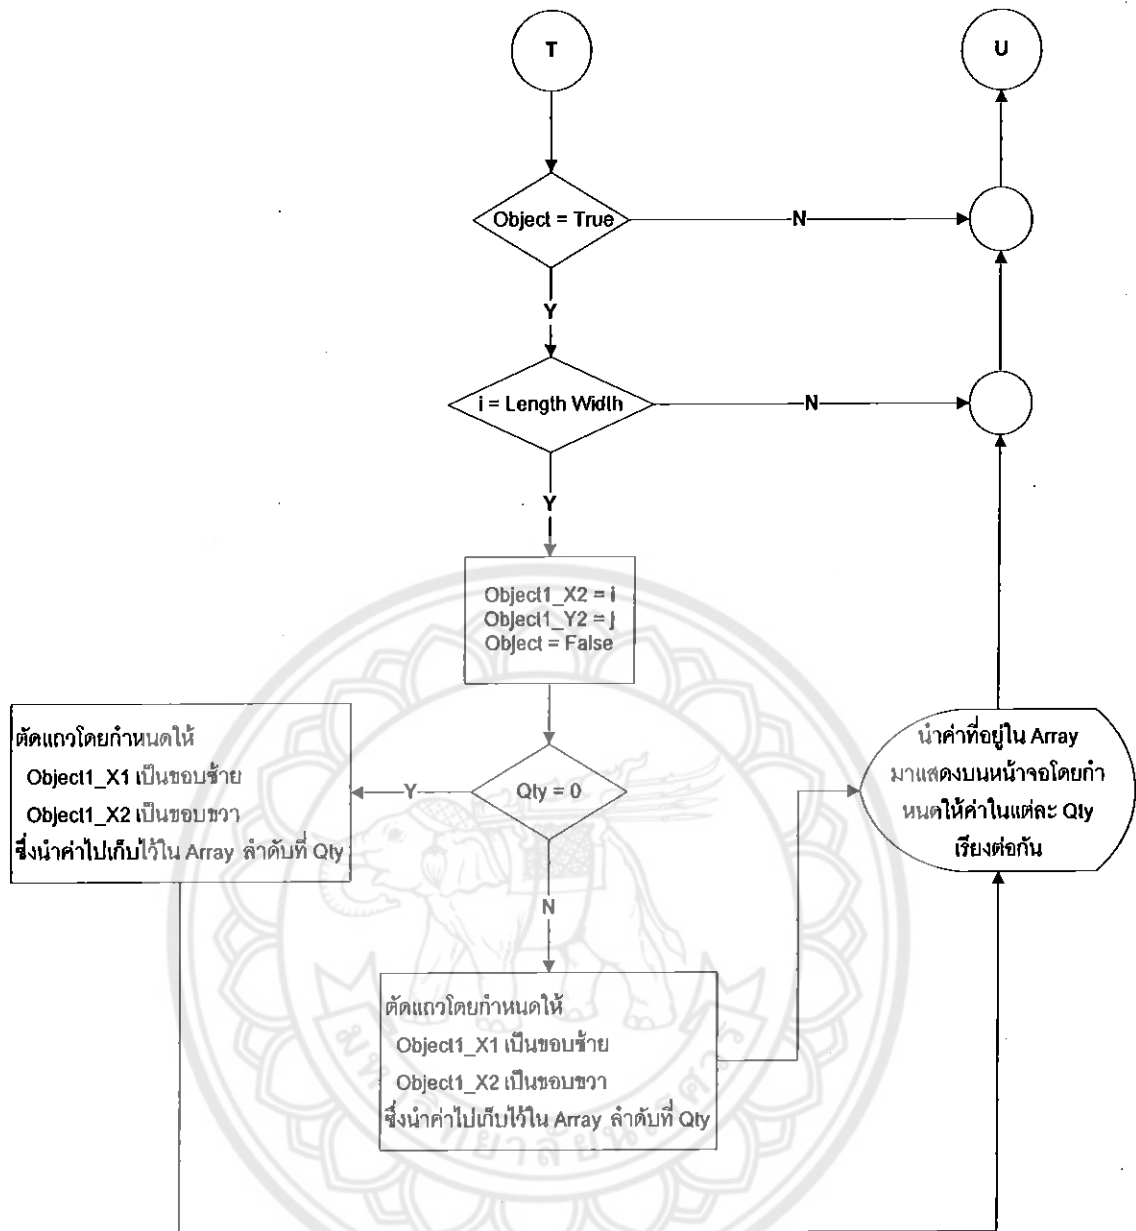 T
U
Object = True
N
Y
i = Length Width
N
Y
Object1_X2 = i
Object1_Y2 = j
Object = False
ตัดแถวโดยกำหนดให้
Object1_X1 เป็นขอบซ้าย
Object1_X2 เป็นขอบขวา
ซึ่งนำค่าไปเก็บไว้ใน Array ลำดับที่ Qty
Y
Qty = 0
นำค่าที่อยู่ใน Array
มาแสดงบนหน้าจอโดยกำ
หนดให้ค่าในแต่ละ Qty
เรียงต่อกัน
N
ตัดแถวโดยกำหนดให้
Object1_X1 เป็นขอบซ้าย
Object1_X2 เป็นขอบขวา
ซึ่งนำค่าไปเก็บไว้ใน Array ลำดับที่ Qty